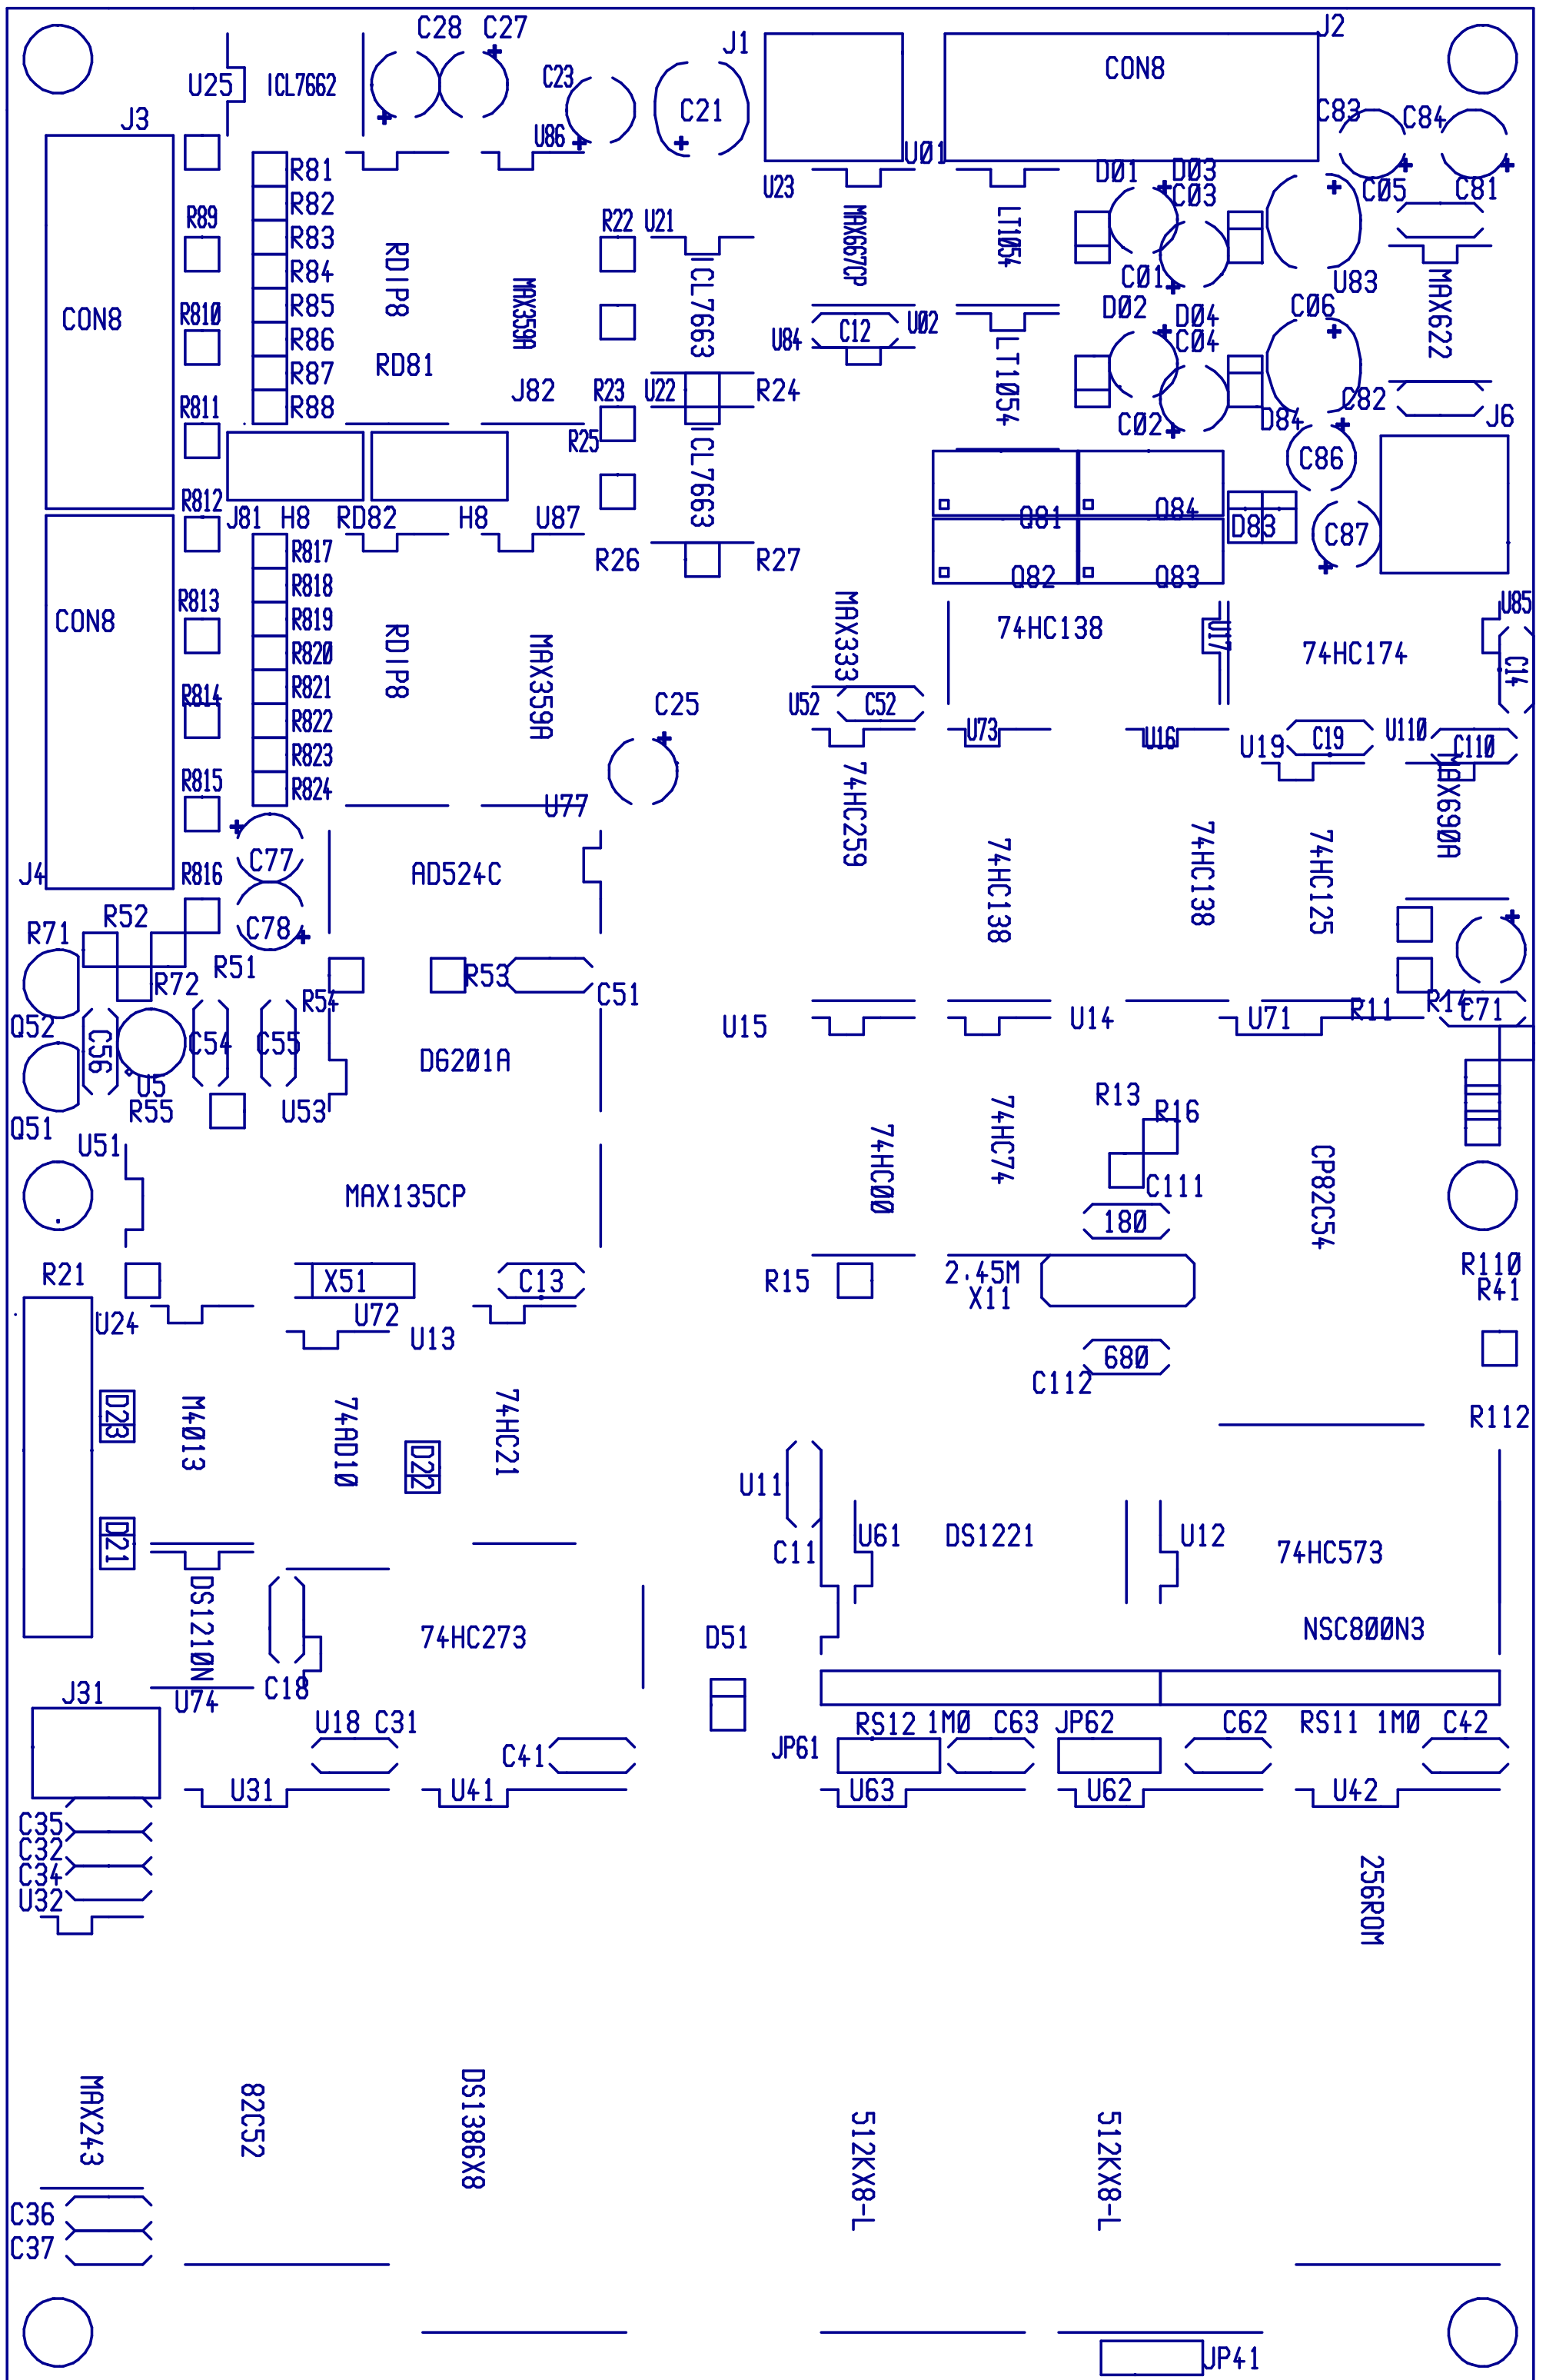 C28
C27
J2
J1
CON8
U25
ICL7662
C23
C21
C83
C84
J3
U86
U01
R81
D01
D03
U23
C03
C05
C81
R82
R89
R22
U21
MAX667CP
LT1054
R83
RDIP8
R84
ICL7663
C01
U83
MAX622
R85
MAX359A
D02
D04
C06
CON8
R810
U84
C12
U02
C04
R86
LT1054
RD81
R87
J82
R23
U22
R24
C82
R811
R88
C02
D84
J6
R25
ICL7663
C86
R812
J81
H8
RD82
H8
U87
Q81
Q84
D83
C87
R817
R26
R27
Q82
Q83
R818
R813
MAX333
U85
CON8
R819
74HC138
U17
RDIP8
R820
MAX359A
74HC174
C14
R821
R814
C25
U52
C52
R822
U73
U16
U19
C19
U110
C110
R823
R815
R824
U77
74HC259
MAX690A
C77
J4
R816
AD524C
74HC138
74HC138
74HC125
R52
R71
C78
R51
R72
R53
R54
C51
R11
R14
C71
Q52
U15
U14
U71
C56
C54
C55
DG201A
U5
R55
U53
R13
R16
Q51
U51
74HC00
74HC74
MAX135CP
C111
CP82C54
180
R21
X51
C13
R15
2.45M
R110
X11
R41
U24
U72
U13
680
C112
D23
M4013
74AD10
D22
74HC21
R112
U11
D21
C11
U61
DS1221
U12
74HC573
DS1210N
74HC273
D51
NSC800N3
C18
J31
U74
U18
C31
RS12
1M0
C63
JP62
C62
RS11
1M0
C42
C41
JP61
U31
U41
U63
U62
U42
C35
C32
C34
U32
256ROM
MAX243
82C52
DS1386X8
512KX8-L
512KX8-L
C36
C37
JP41